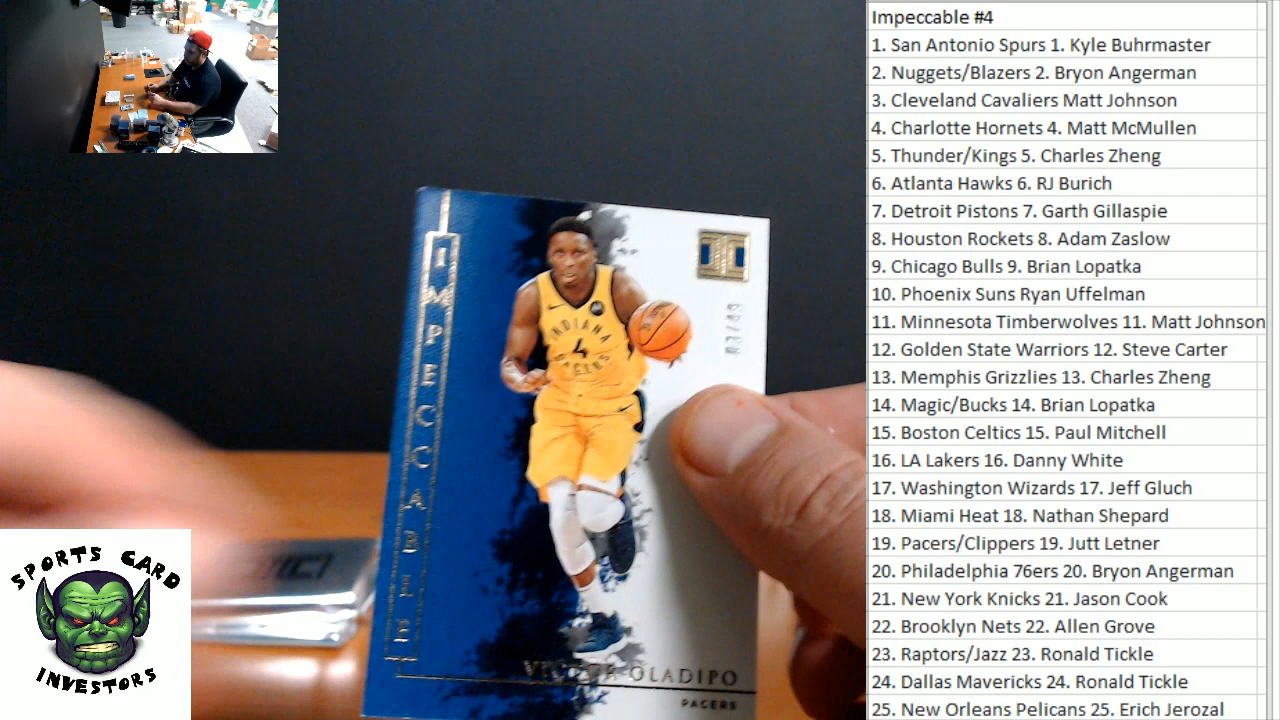 Impeccable #4
1. San Antonio Spurs 1. Kyle Buhrmaster
2. Nuggets/Blazers 2. Bryon Angerman
3. Cleveland Cavaliers Matt Johnson
4. Charlotte Hornets 4. Matt McMullen
5. Thunder/Kings 5. Charles Zheng
6. Atlanta Hawks 6. RJ Burich
7. Detroit Pistons 7. Garth Gillaspie
8. Houston Rockets 8. Adam Zaslow
9. Chicago Bulls 9. Brian Lopatka
10. Phoenix Suns Ryan Uffelman
11. Minnesota Timberwolves 11. Matt Johnson
12. Golden State Warriors 12. Steve Carter
13. Memphis Grizzlies 13. Charles Zheng
14. Magic/Bucks 14. Brian Lopatka
15. Boston Celtics 15. Paul Mitchell
16. LA Lakers 16. Danny White
17. Washington Wizards 17. Jeff Gluch
18. Miami Heat 18. Nathan Shepard
19. Pacers/Clippers 19. Jutt Letner
20. Philadelphia 76ers 20. Bryon Angerman
21. New York Knicks 21. Jason Cook
22. Brooklyn Nets 22. Allen Grove
23. Raptors/Jazz 23. Ronald Tickle
24. Dallas Mavericks 24. Ronald Tickle
25. New Orleans Pelicans 25. Erich Jerozal
IMPECCABLE
INDIANA
4
PACERS
VICTOR OLADIPO
PACERS
SPORTS CARD
INVESTORS